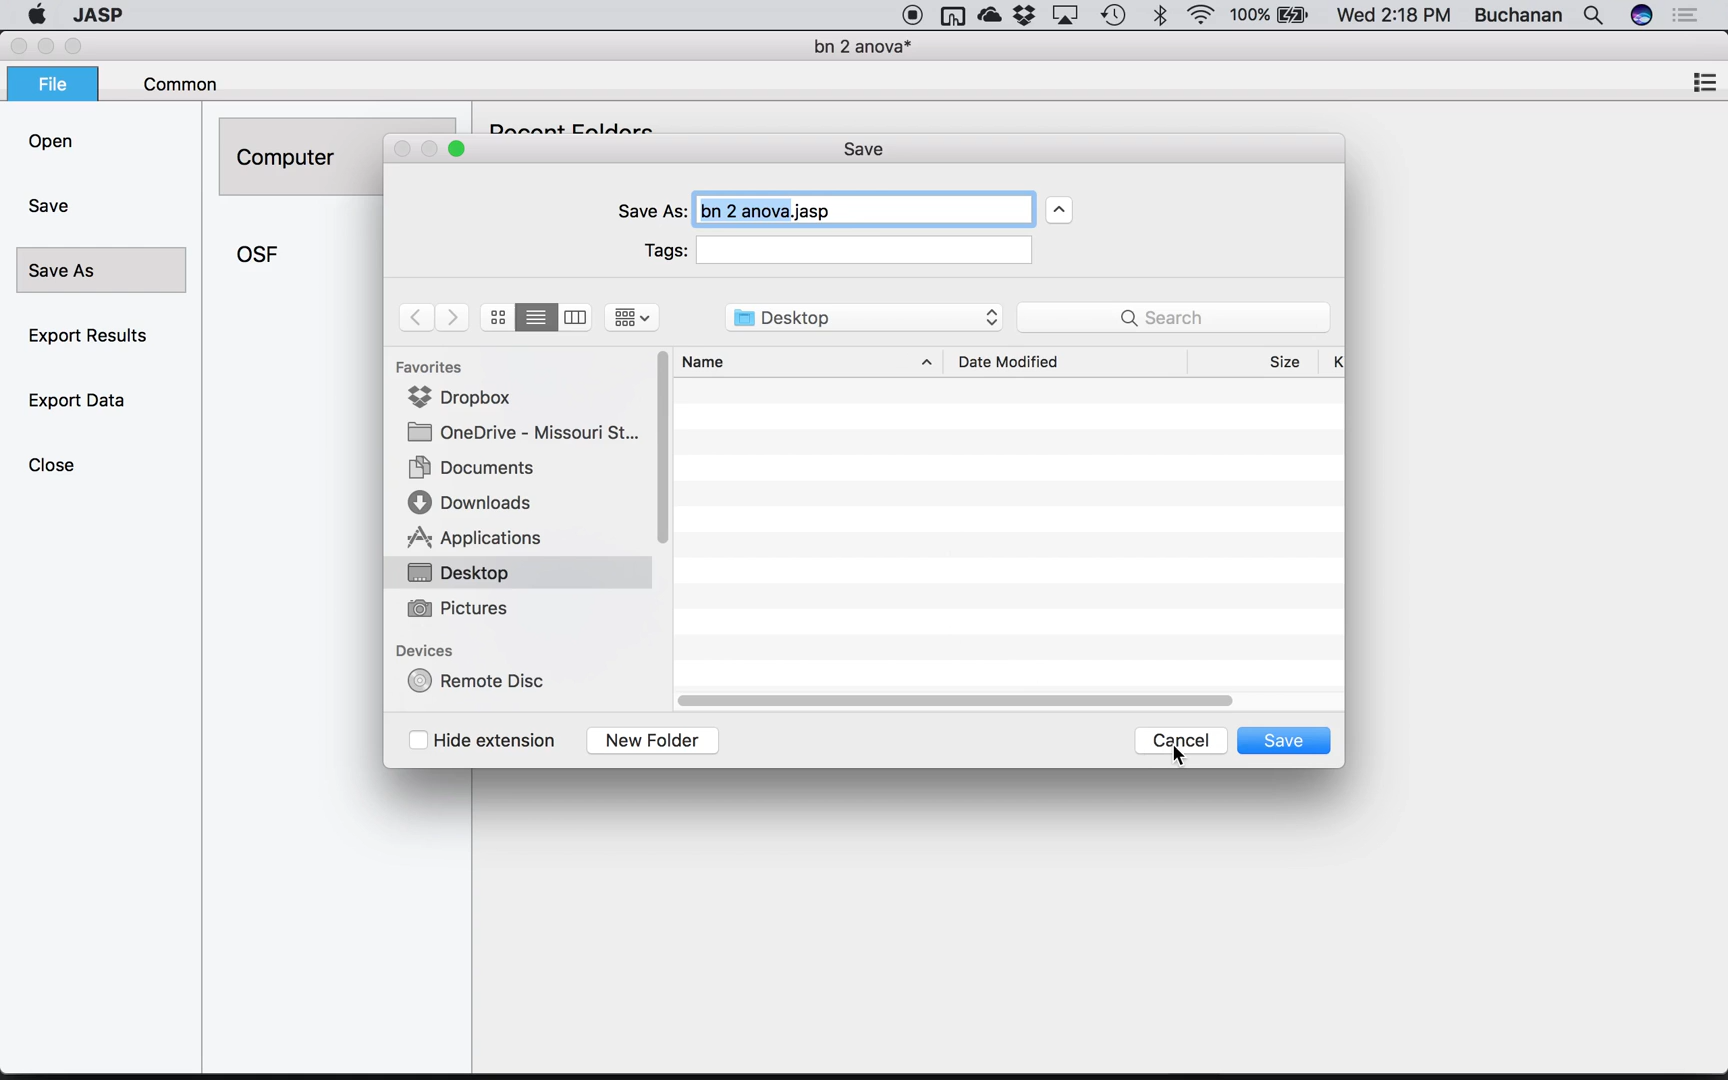 JASP 100% Wed 2:18 PM Buchanan
bn 2 anova*
File Common
Open
Save
Save As
Export Results
Export Data
Close
Computer
OSF
Recent Folders
Save
Save As: bn 2 anova.jasp
Tags:
Desktop
Search
Favorites
Dropbox
OneDrive - Missouri St...
Documents
Downloads
Applications
Desktop
Pictures
Devices
Remote Disc
Name Date Modified Size K
Hide extension New Folder Cancel Save